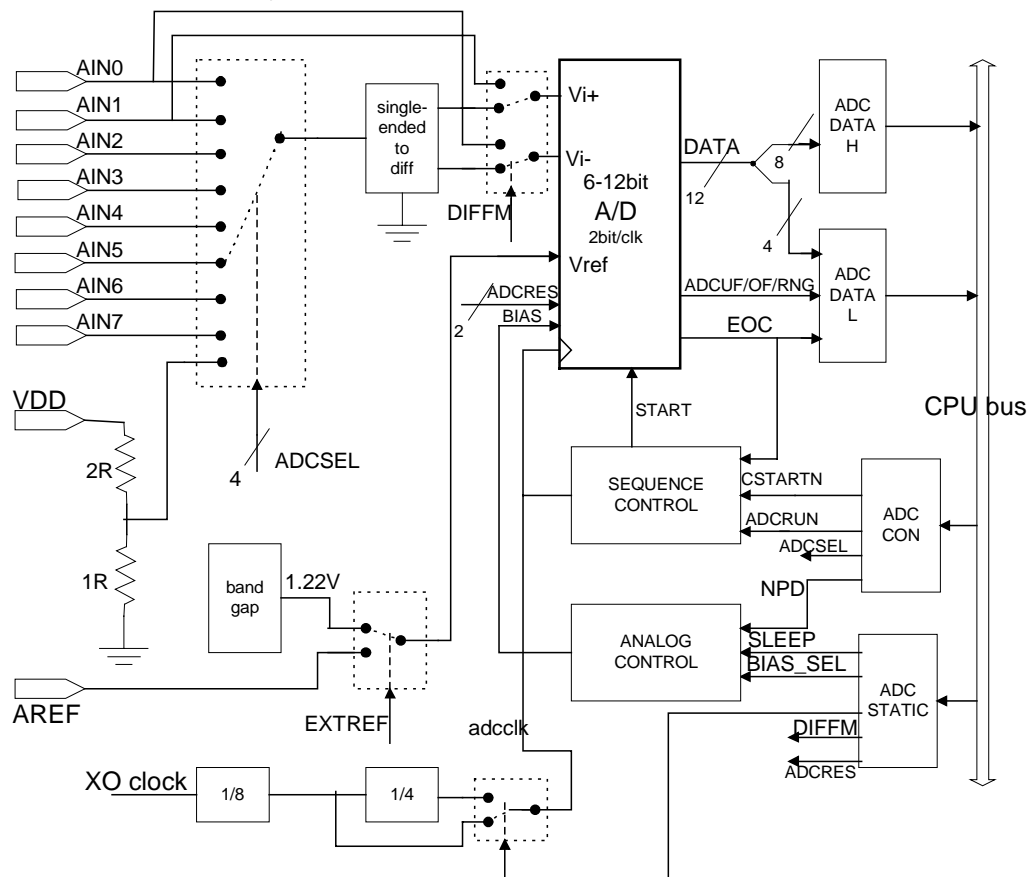 AIN0
AIN1
AIN2
AIN3
AIN4
AIN5
AIN6
AIN7
single-
ended
to
diff
DIFFM
Vi+
Vi-
6-12bit
A/D
2bit/clk
Vref
ADCRES
2
BIAS
DATA
12
8
4
ADC
DATA
H
ADCUF/OF/RNG
EOC
ADC
DATA
L
CPU bus
VDD
2R
1R
4
ADCSEL
START
SEQUENCE
CONTROL
CSTARTN
ADCRUN
ADCSEL
NPD
ADC
CON
band
gap
1.22V
ANALOG
CONTROL
SLEEP
BIAS_SEL
ADC
STATIC
DIFFM
ADCRES
AREF
EXTREF
adcclk
XO clock
1/8
1/4